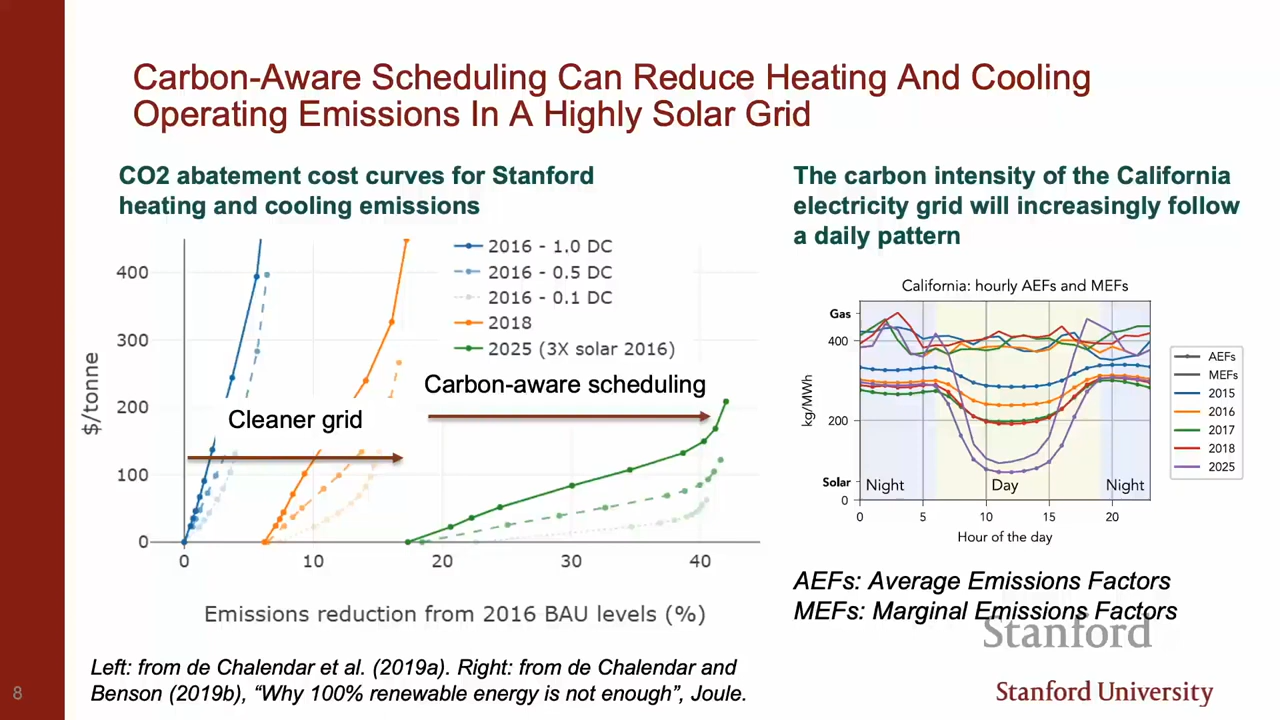 Carbon-Aware Scheduling Can Reduce Heating And Cooling
Operating Emissions In A Highly Solar Grid
CO2 abatement cost curves for Stanford
heating and cooling emissions
$/tonne
400
300
200
100
0
0
10
20
30
40
2016 - 1.0 DC
2016 - 0.5 DC
2016 - 0.1 DC
2018
2025 (3X solar 2016)
Carbon-aware scheduling
Cleaner grid
Emissions reduction from 2016 BAU levels (%)
The carbon intensity of the California
electricity grid will increasingly follow
a daily pattern
California: hourly AEFs and MEFs
kg/MWh
Gas
400
200
Solar
0
Night
Day
Night
0
5
10
15
20
Hour of the day
AEFs
MEFs
2015
2016
2017
2018
2025
AEFs: Average Emissions Factors
MEFs: Marginal Emissions Factors
Stanford
Left: from de Chalendar et al. (2019a). Right: from de Chalendar and
Benson (2019b), “Why 100% renewable energy is not enough”, Joule.
8
Stanford University